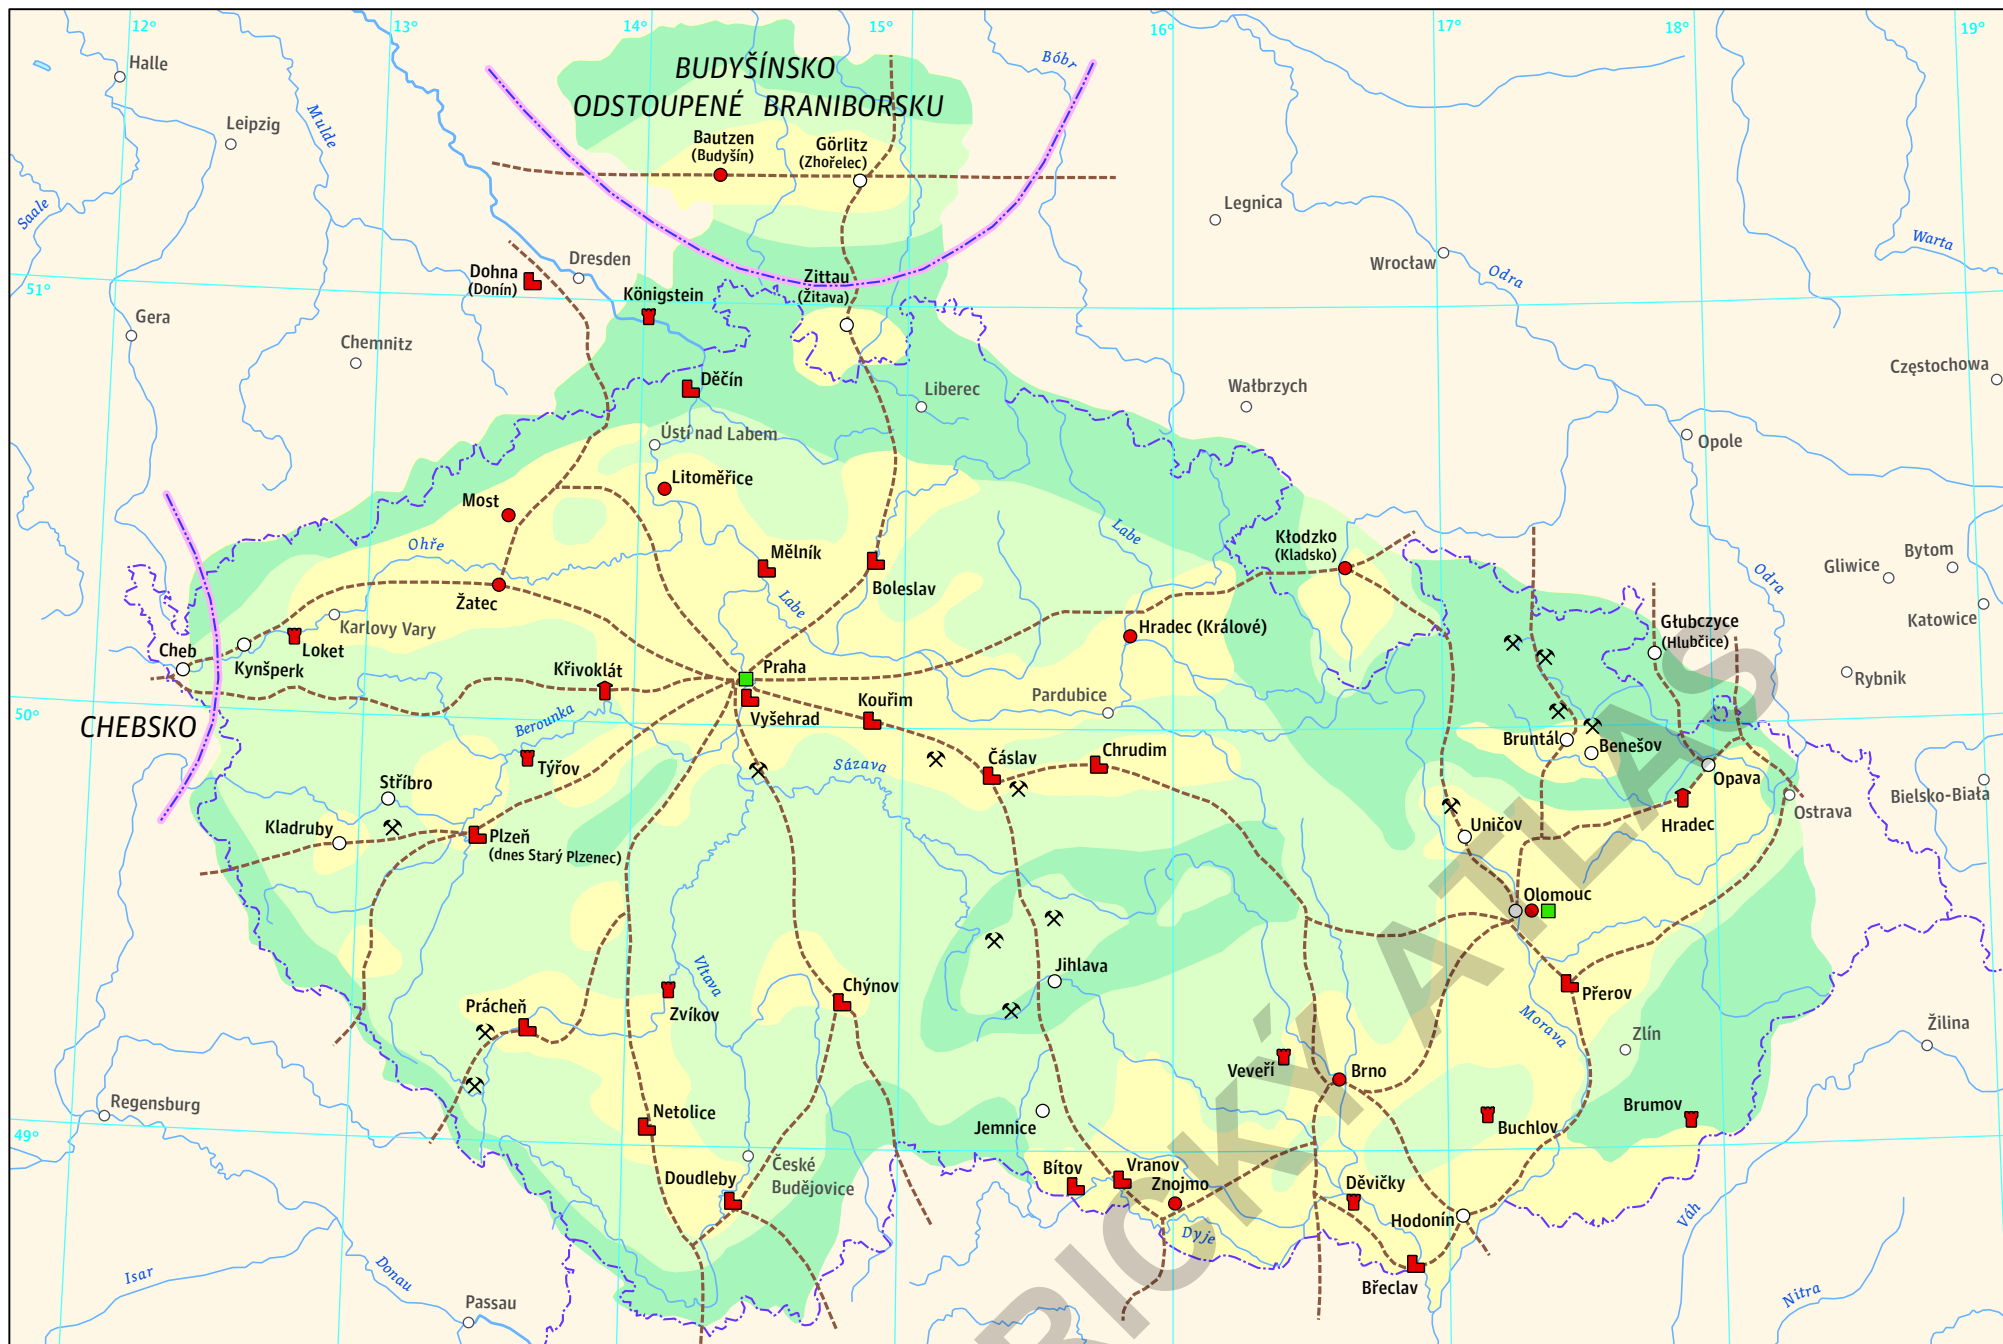 12°
13°
14°
15°
16°
17°
18°
19°
Halle
Leipzig
Mulde
Saale
BUDYŠÍNSKO
ODSTOUPENÉ BRANIBORSKU
Bóbr
Bautzen
(Budyšín)
Görlitz
(Zhořelec)
Legnica
Wrocław
Odra
Warta
51°
Dohna
(Donín)
Dresden
Königstein
Zittau
(Žitava)
Gera
Chemnitz
Děčín
Liberec
Wałbrzych
Częstochowa
Opole
Ústí nad Labem
Litoměřice
Most
Ohře
Mělník
Labe
Boleslav
Labe
Kłodzko
(Kladsko)
Odra
Gliwice
Bytom
Katowice
Žatec
Karlovy Vary
Loket
Cheb
Kynšperk
Křivoklát
Praha
Vyšehrad
Kouřim
Hradec (Králové)
Pardubice
Głubczyce
(Hlubčice)
Rybnik
50°
CHEBSKO
Berounka
Týřov
Sázava
Čáslav
Chrudim
Bruntál
Benešov
Opava
Hradec
Ostrava
Bielsko-Biała
Stříbro
Kladruby
Plzeň
(dnes Starý Plzenec)
Uničov
Olomouc
Vltava
Zvíkov
Chýnov
Jihlava
Prácheň
Přerov
Morava
Zlín
Žilina
Veveří
Brno
Regensburg
49°
Netolice
Jemnice
Buchlov
Brumov
České
Budějovice
Doudleby
Bítov
Vranov
Znojmo
Dyje
Děvičky
Hodonín
Břeclav
Váh
Nitra
Isar
Donau
Passau
BICKÝ ATLAS